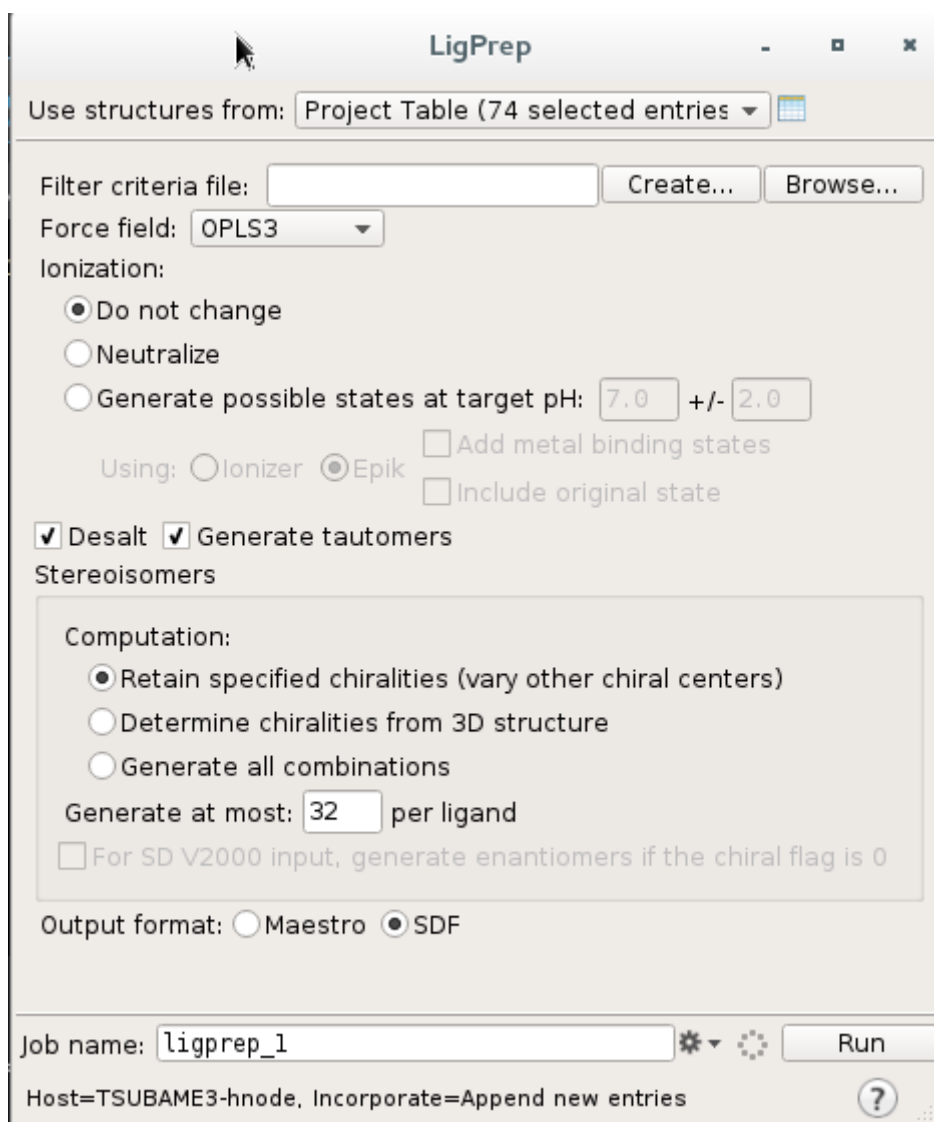 LigPrep
Use structures from: Project Table (74 selected entries
Filter criteria file: Create... Browse...
Force field: OPLS3
Ionization:
Do not change
Neutralize
Generate possible states at target pH: 7.0 +/- 2.0
Add metal binding states
Using: Ionizer Epik
Include original state
Desalt Generate tautomers
Stereoisomers
Computation:
Retain specified chiralities (vary other chiral centers)
Determine chiralities from 3D structure
Generate all combinations
Generate at most: 32 per ligand
For SD V2000 input, generate enantiomers if the chiral flag is 0
Output format: Maestro SDF
Job name: ligprep_1 Run
Host=TSUBAME3-hnode, Incorporate=Append new entries ?